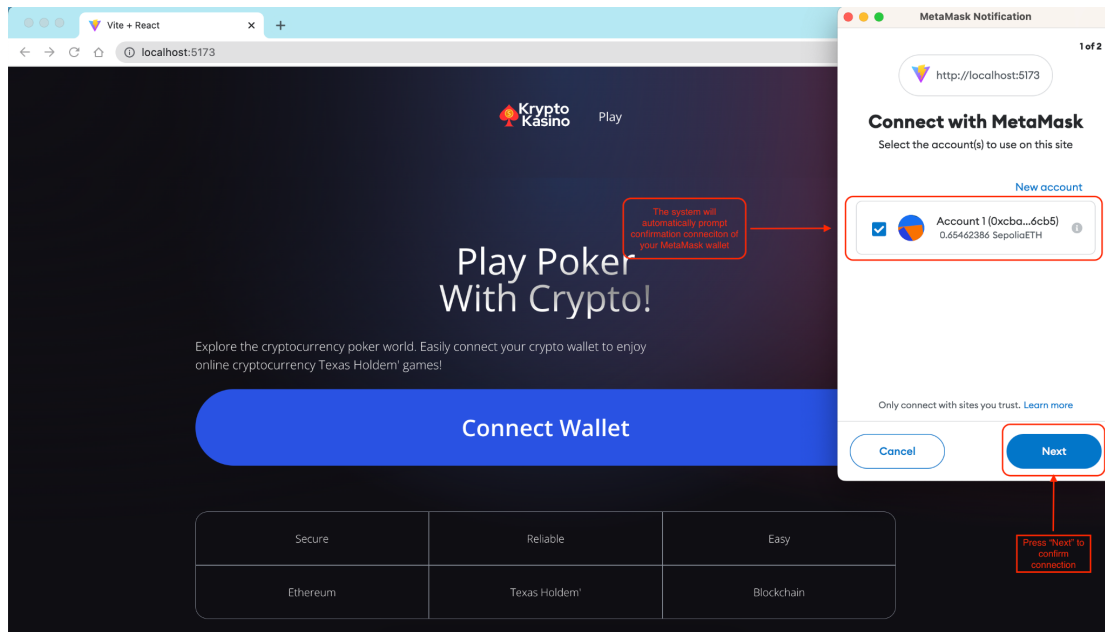 Vite + React
MetaMask Notification
localhost:5173
1 of 2
http://localhost:5173
Krypto
Kasino
Play
Connect with MetaMask
Select the account(s) to use on this site
New account
The system will
automatically prompt
confirmation conneciton of
your MetaMask wallet
Account 1 (0xcba...6cb5)
0.65462386 SepoliaETH
Play Poker
With Crypto!
Explore the cryptocurrency poker world. Easily connect your crypto wallet to enjoy
online cryptocurrency Texas Holdem' games!
Only connect with sites you trust. Learn more
Connect Wallet
Cancel
Next
Secure
Reliable
Easy
Press "Next" to
confirm
connection
Ethereum
Texas Holdem'
Blockchain